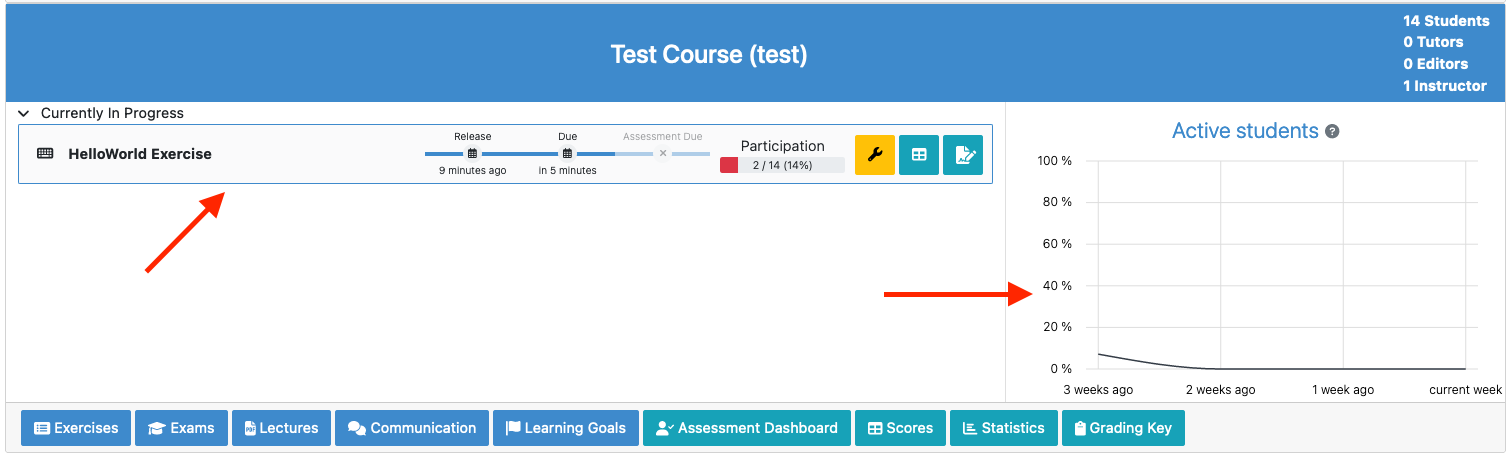 Test Course (test)
14 Students
0 Tutors
0 Editors
1 Instructor
Currently In Progress
HelloWorld Exercise
Release
9 minutes ago
Due
in 5 minutes
Assessment Due
Participation
2 / 14 (14%)
Active students ?
100 %
80 %
60 %
40 %
20 %
0 %
3 weeks ago
2 weeks ago
1 week ago
current week
Exercises
Exams
Lectures
Communication
Learning Goals
Assessment Dashboard
Scores
Statistics
Grading Key